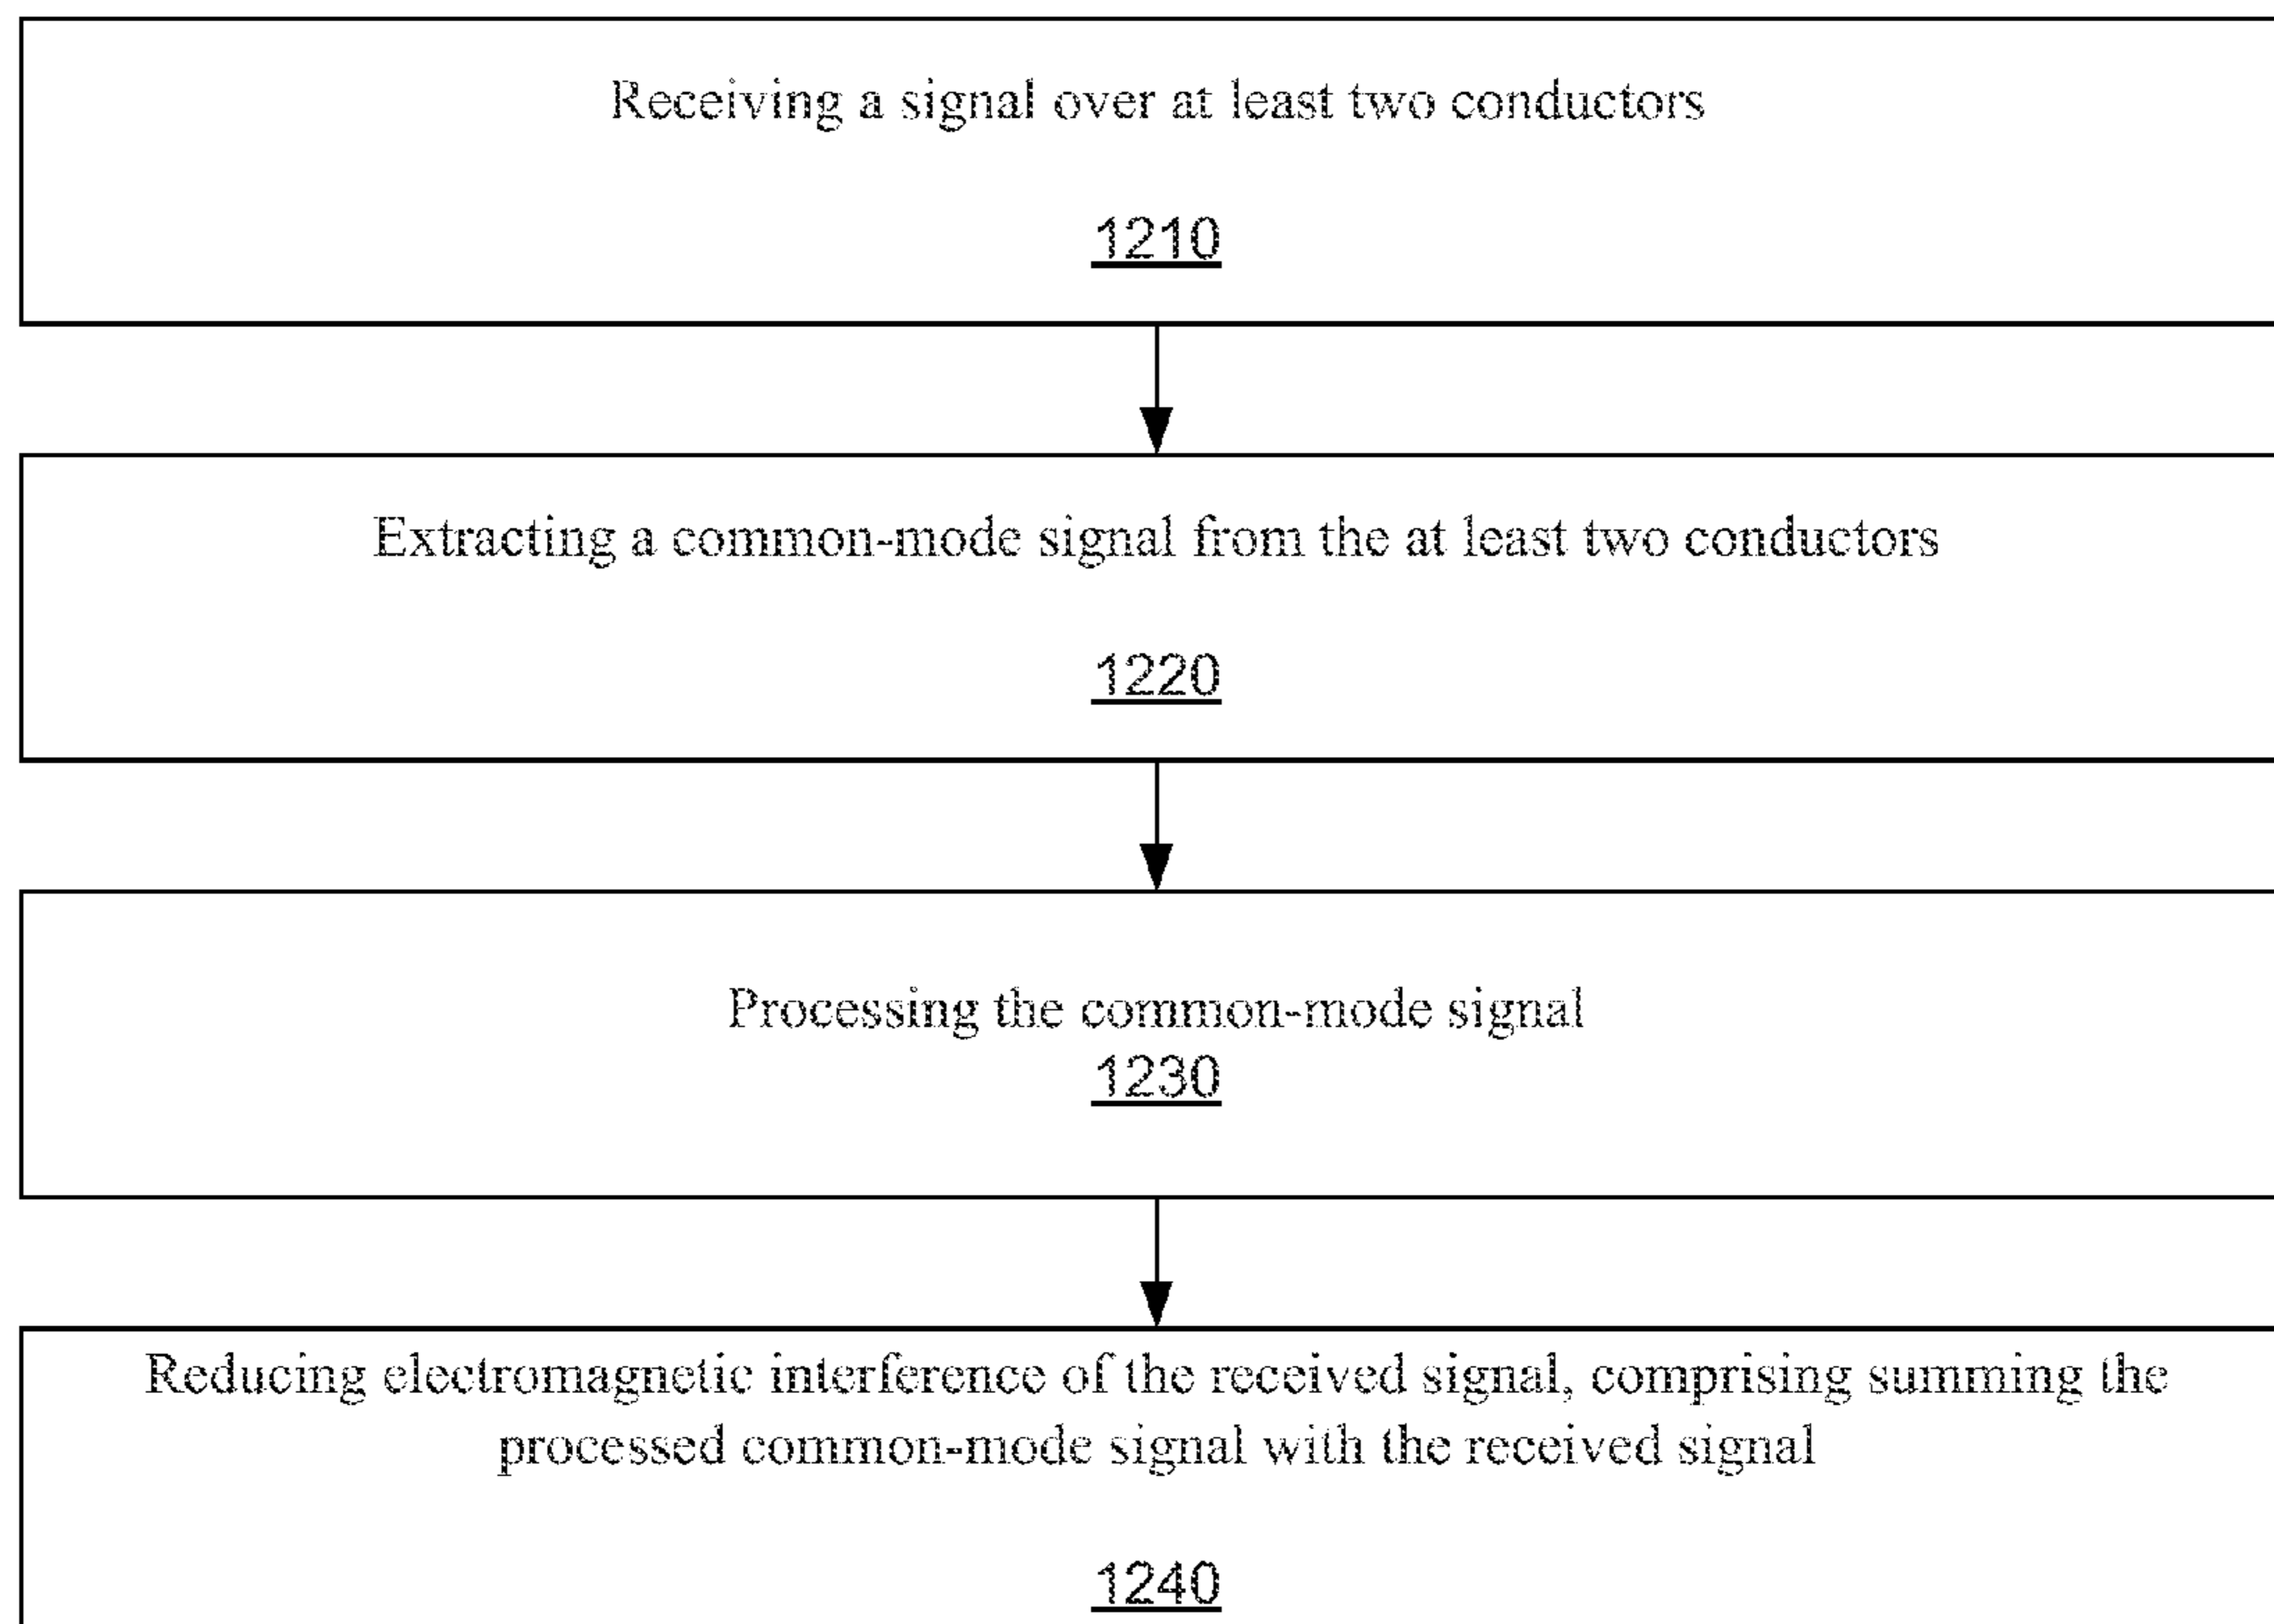 Receiving a signal over at least two conductors
1210
Extracting a common-mode signal from the at least two conductors
1220
Processing the common-mode signal
1230
Reducing electromagnetic interference of the received signal, comprising summing the
processed common-mode signal with the received signal
1240